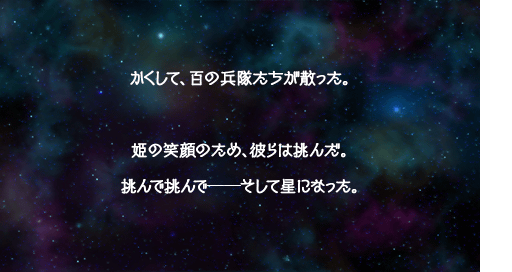 かくして、百の兵隊たちが散った。
姫の笑顔のため、彼らは挑んだ。
挑んで挑んで――そして星になった。